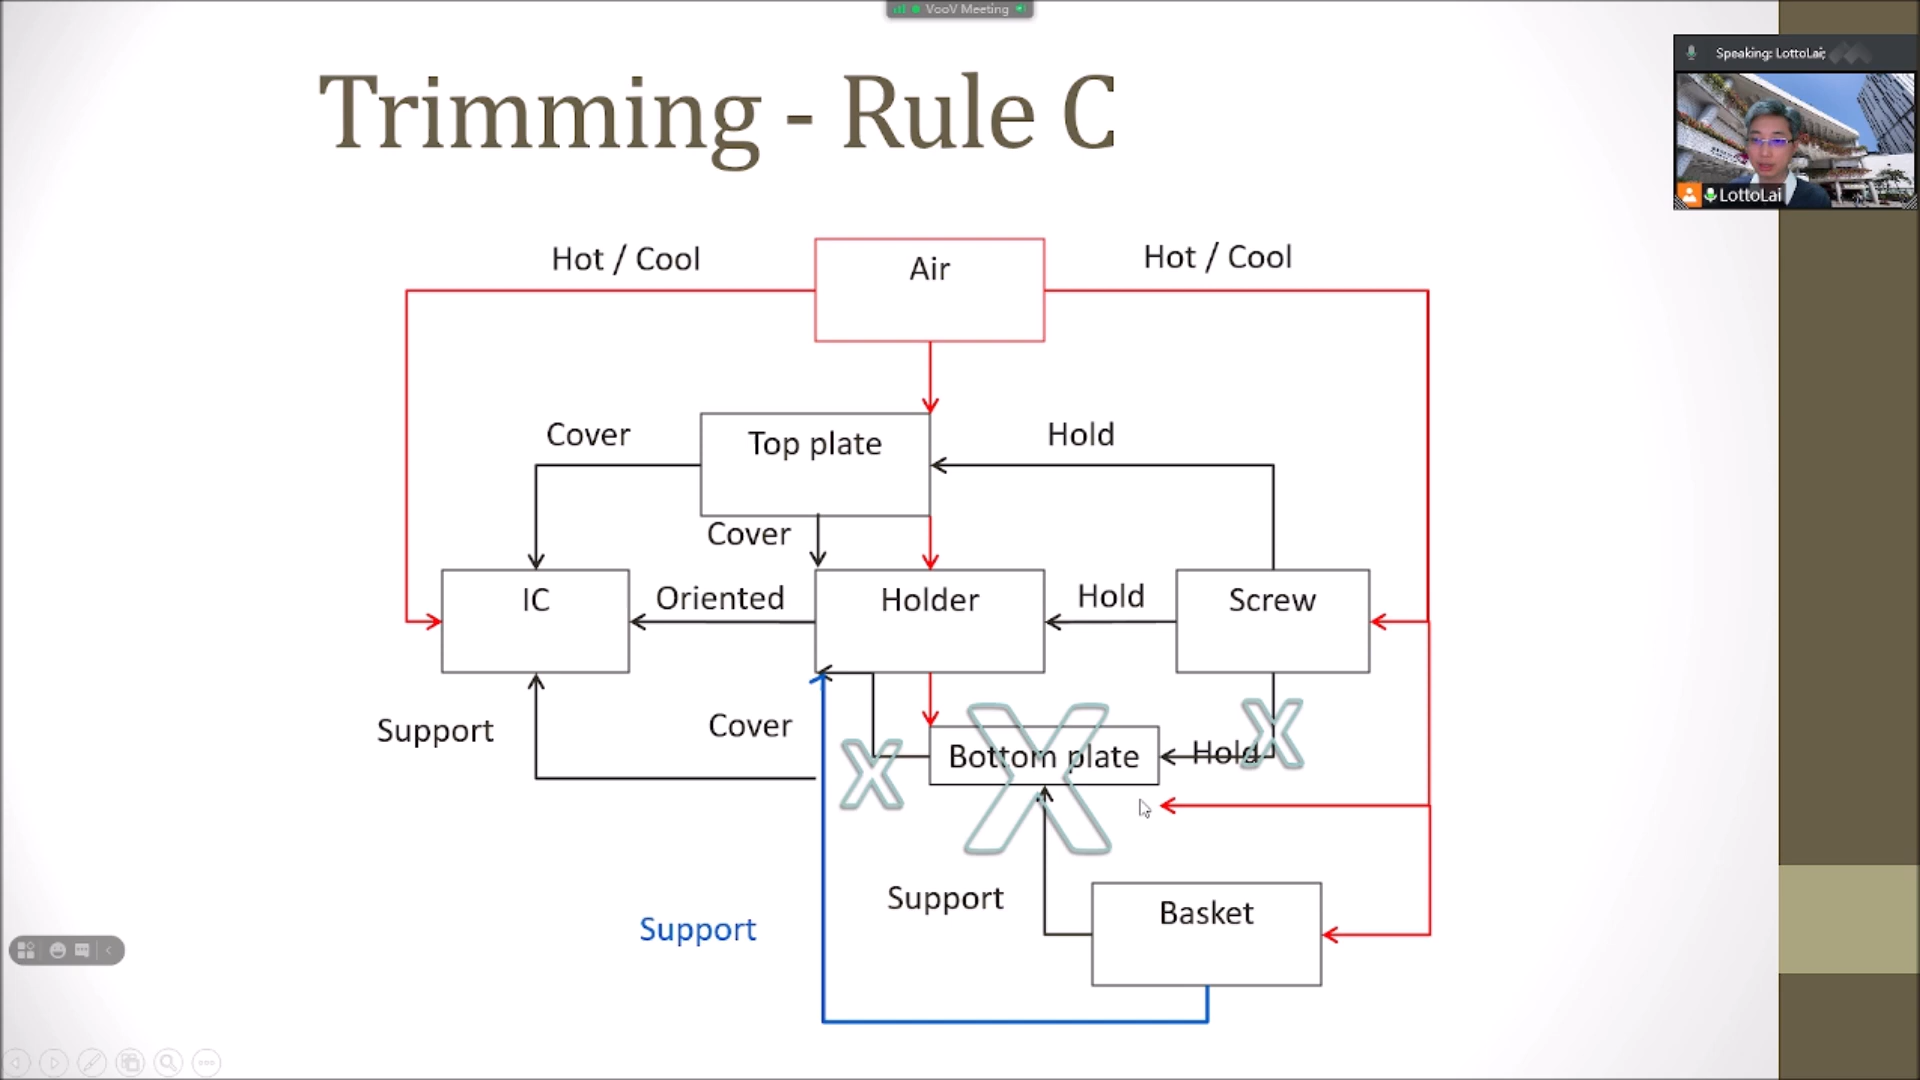 VooV Meeting
Speaking: LottoLai;
LottoLai
Trimming - Rule C
Hot / Cool
Air
Hot / Cool
Cover
Top plate
Hold
Cover
IC
Oriented
Holder
Hold
Screw
Support
Cover
X
Bottom plate
X
Hold
X
Support
Basket
Support